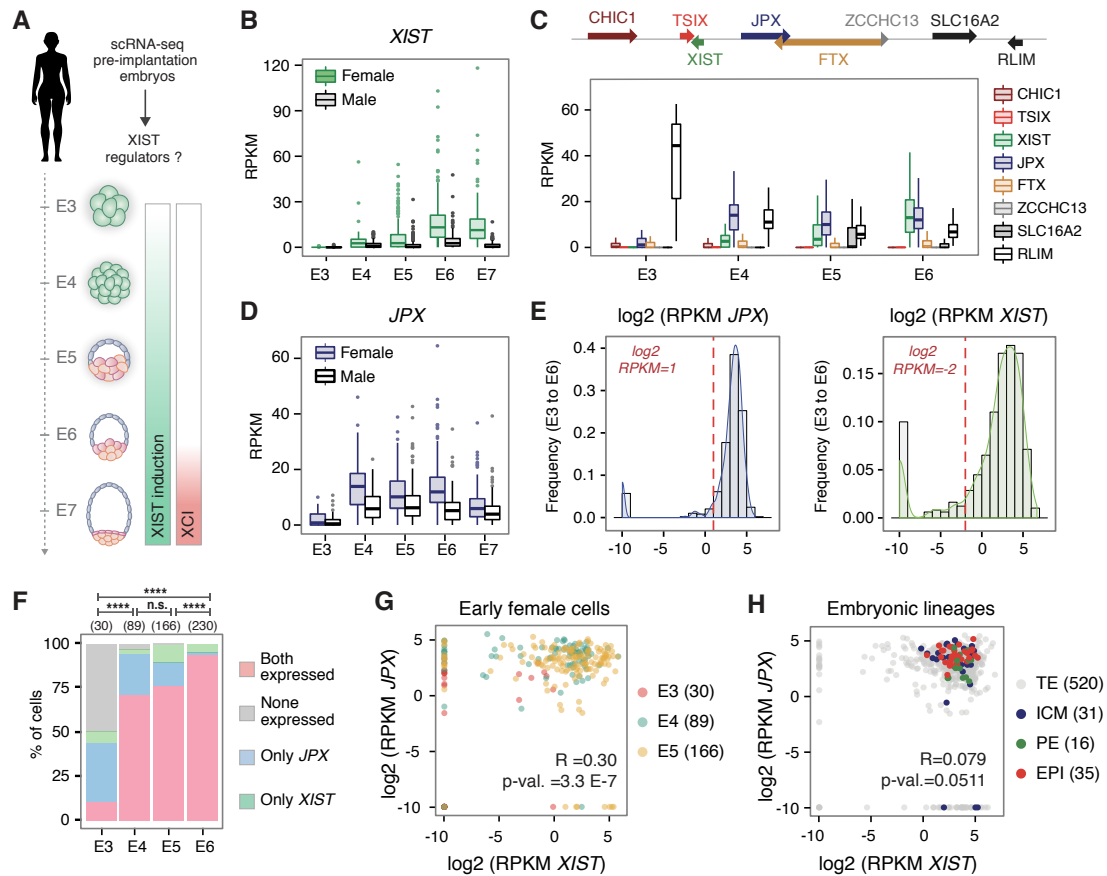 A
scRNA-seq
pre-implantation
embryos
XIST
regulators ?
E3
E4
E5
E6
E7
XIST induction
XCI
B
XIST
Female
Male
RPKM
120
90
60
30
0
E3 E4 E5 E6 E7
C
CHIC1
TSIX
XIST
JPX
FTX
ZCCHC13
SLC16A2
RLIM
RPKM
60
40
20
0
E3 E4 E5 E6
CHIC1
TSIX
XIST
JPX
FTX
ZCCHC13
SLC16A2
RLIM
D
JPX
Female
Male
RPKM
60
40
20
0
E3 E4 E5 E6 E7
E
log2 (RPKM JPX)
log2
RPKM=1
Frequency (E3 to E6)
0.4
0.3
0.2
0.1
0.0
-10 -5 0 5
log2 (RPKM XIST)
log2
RPKM=-2
Frequency (E3 to E6)
0.15
0.10
0.05
0.00
-10 -5 0 5
F
****
**** n.s. ****
(30) (89) (166) (230)
% of cells
100
75
50
25
0
E3 E4 E5 E6
Both
expressed
None
expressed
Only JPX
Only XIST
G
Early female cells
log2 (RPKM JPX)
5
0
-5
-10
R =0.30
p-val. =3.3 E-7
-10 -5 0 5
log2 (RPKM XIST)
E3 (30)
E4 (89)
E5 (166)
H
Embryonic lineages
log2 (RPKM JPX)
5
0
-5
-10
R=0.079
p-val.=0.0511
-10 -5 0 5
log2 (RPKM XIST)
TE (520)
ICM (31)
PE (16)
EPI (35)